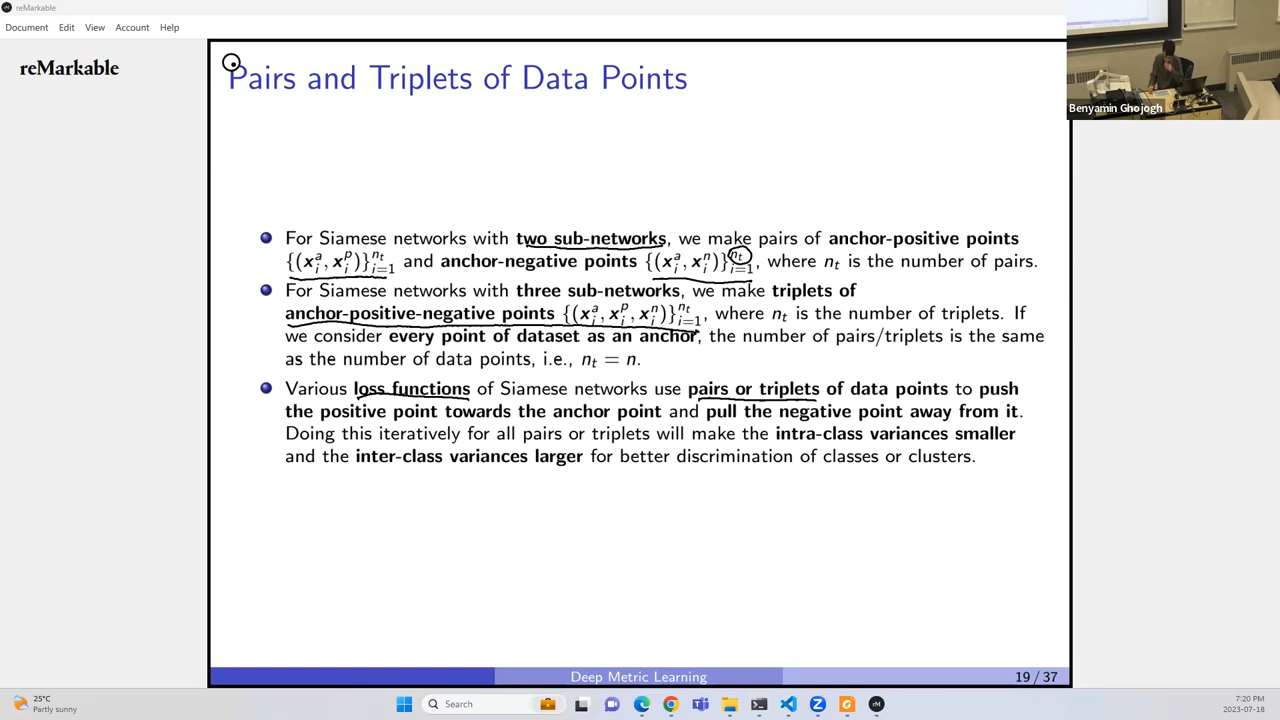 reMarkable
Document Edit View Account Help
reMarkable
Pairs and Triplets of Data Points
Benyamin Ghojogh
For Siamese networks with two sub-networks, we make pairs of anchor-positive points
{(x_i^a, x_i^p)}_{i=1}^{n_t} and anchor-negative points {(x_i^a, x_i^n)}_{i=1}^{n_t}, where n_t is the number of pairs.
For Siamese networks with three sub-networks, we make triplets of
anchor-positive-negative points {(x_i^a, x_i^p, x_i^n)}_{i=1}^{n_t}, where n_t is the number of triplets. If
we consider every point of dataset as an anchor, the number of pairs/triplets is the same
as the number of data points, i.e., n_t = n.
Various loss functions of Siamese networks use pairs or triplets of data points to push
the positive point towards the anchor point and pull the negative point away from it.
Doing this iteratively for all pairs or triplets will make the intra-class variances smaller
and the inter-class variances larger for better discrimination of classes or clusters.
Deep Metric Learning 19 / 37
25°C
Partly sunny
Search
7:20 PM
2023-07-18